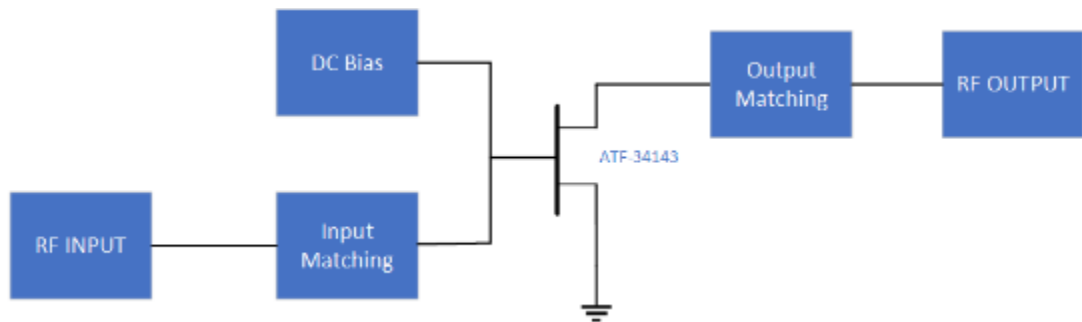 DC Bias
Output
Matching
RF OUTPUT
ATF-34143
RF INPUT
Input
Matching